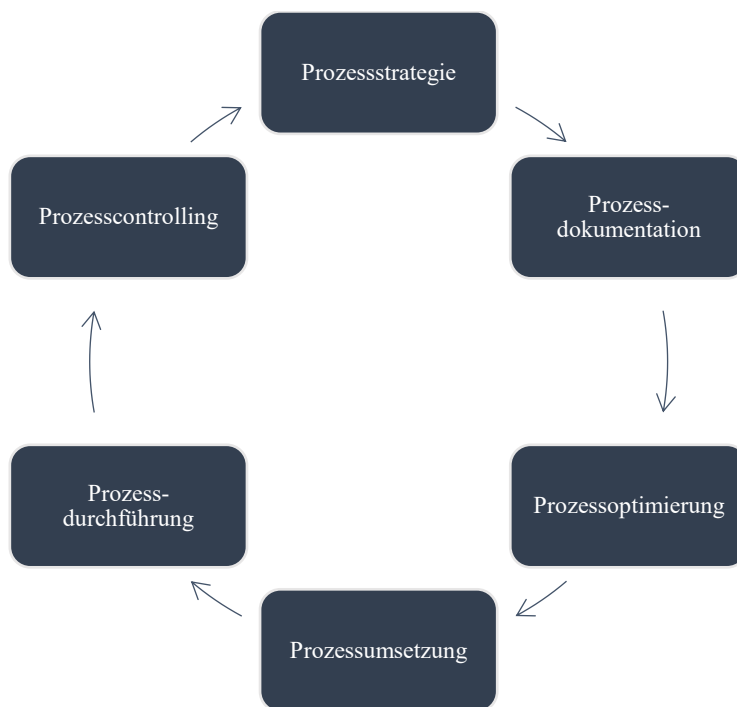 Prozessstrategie
Prozess-
dokumentation
Prozessoptimierung
Prozessumsetzung
Prozess-
durchführung
Prozesscontrolling